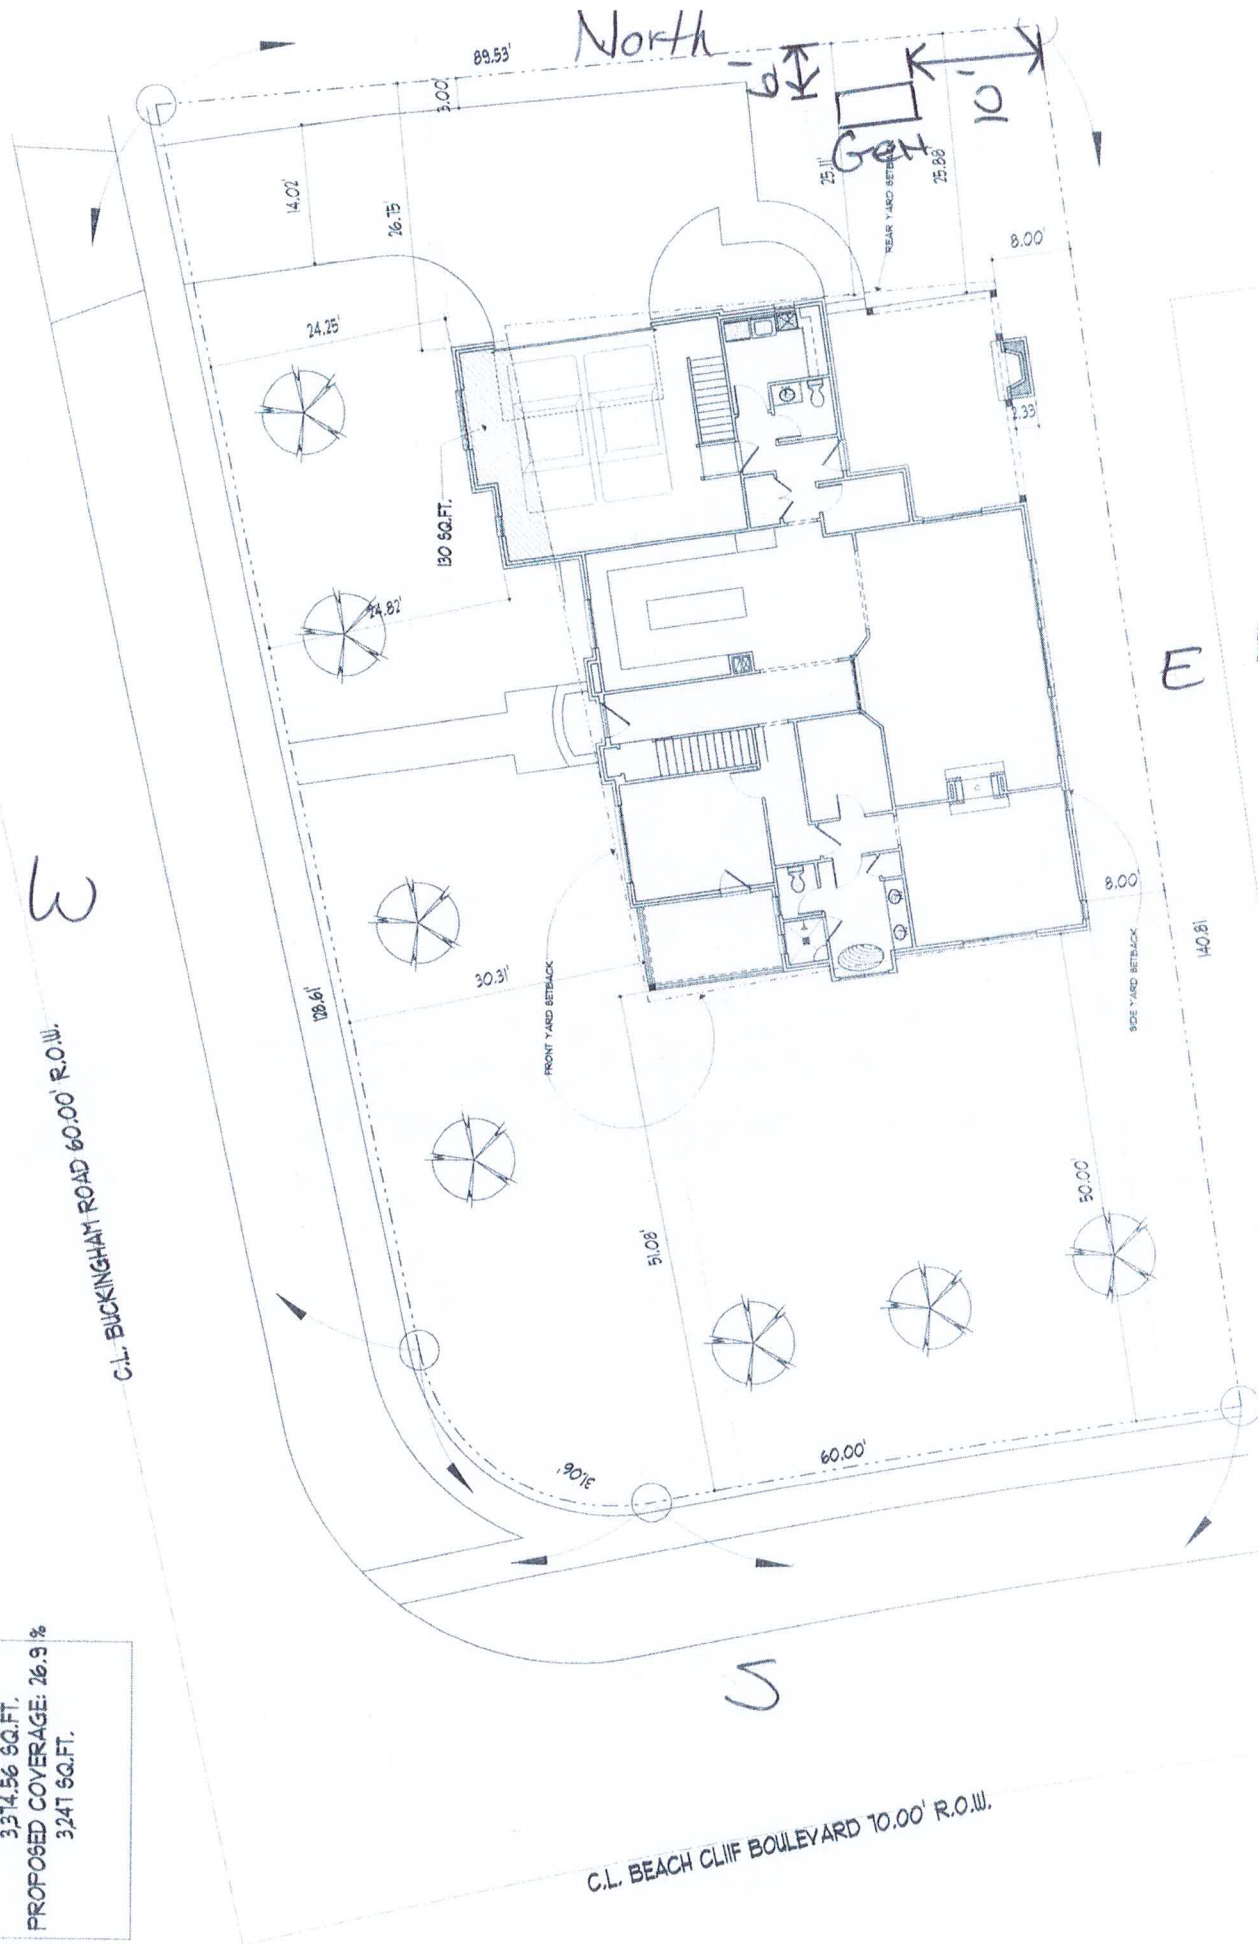 North
89.53'
3.00'
6'
10'
Gen
14.02'
26.75'
25.11'
REAR YARD SETBACK
25.88'
8.00'
24.25'
2.33'
130 SQ.FT.
24.82'
E
W
8.00'
30.31'
FRONT YARD SETBACK
SIDE YARD SETBACK
140.81
128.61'
C.L. BUCKINGHAM ROAD 60.00' R.O.W.
51.08'
50.00'
31.06'
60.00'
S
3,374.56 SQ.FT.
PROPOSED COVERAGE: 26.9%
3,247 SQ.FT.
C.L. BEACH CLIIF BOULEVARD 70.00' R.O.W.